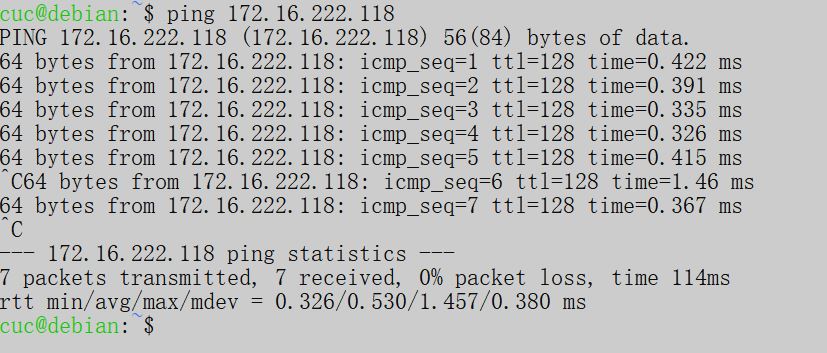 cuc@debian:~$ ping 172.16.222.118
PING 172.16.222.118 (172.16.222.118) 56(84) bytes of data.
64 bytes from 172.16.222.118: icmp_seq=1 ttl=128 time=0.422 ms
64 bytes from 172.16.222.118: icmp_seq=2 ttl=128 time=0.391 ms
64 bytes from 172.16.222.118: icmp_seq=3 ttl=128 time=0.335 ms
64 bytes from 172.16.222.118: icmp_seq=4 ttl=128 time=0.326 ms
64 bytes from 172.16.222.118: icmp_seq=5 ttl=128 time=0.415 ms
^C64 bytes from 172.16.222.118: icmp_seq=6 ttl=128 time=1.46 ms
64 bytes from 172.16.222.118: icmp_seq=7 ttl=128 time=0.367 ms
^C
--- 172.16.222.118 ping statistics ---
7 packets transmitted, 7 received, 0% packet loss, time 114ms
rtt min/avg/max/mdev = 0.326/0.530/1.457/0.380 ms
cuc@debian:~$